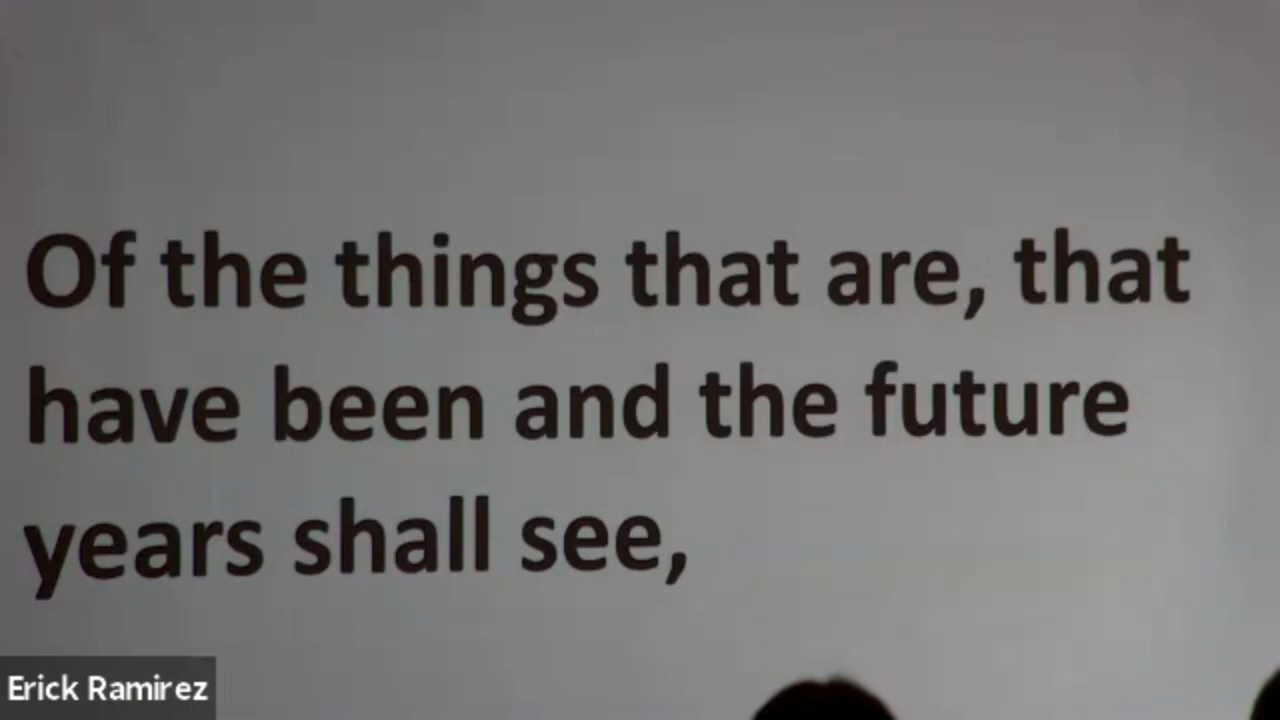 Of the things that are, that
have been and the future
years shall see,
Erick Ramirez